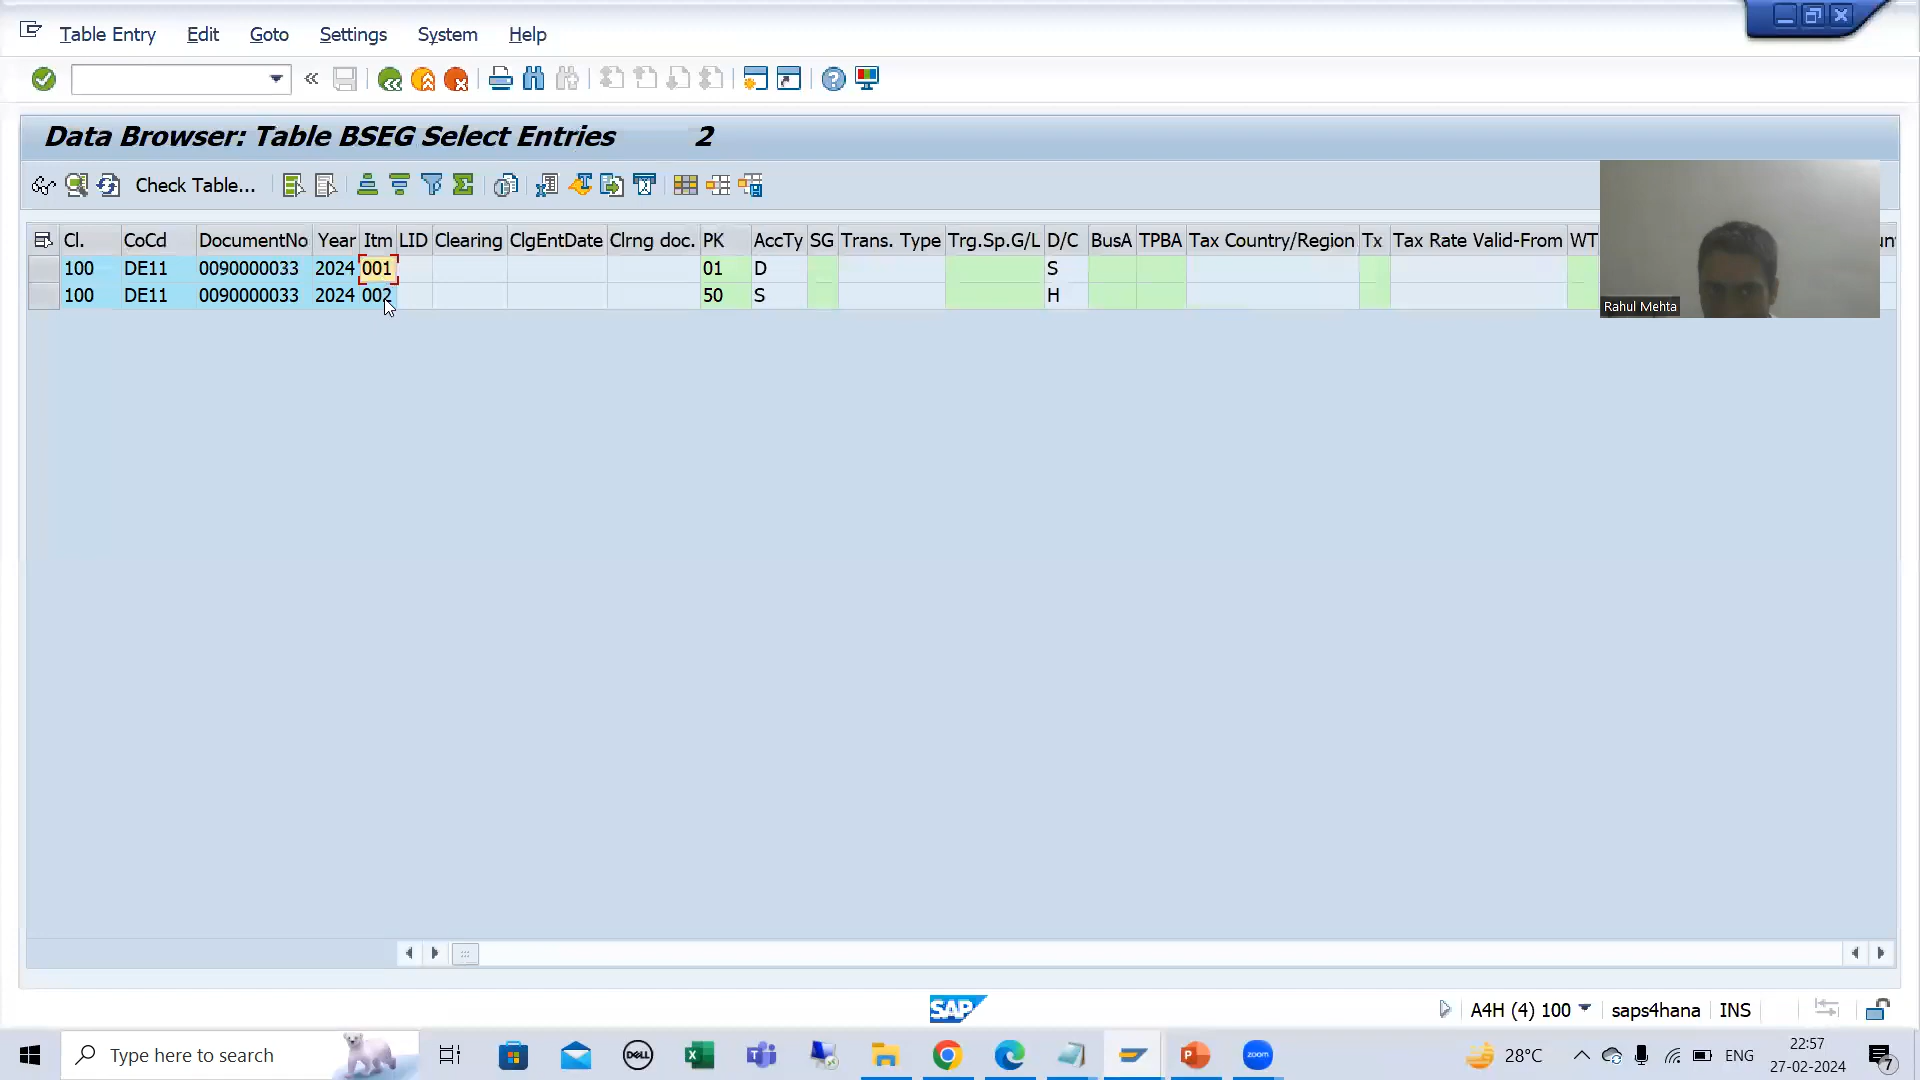 Table Entry Edit Goto Settings System Help
«
Data Browser: Table BSEG Select Entries 2
Check Table...
Cl. CoCd DocumentNo Year Itm LID Clearing ClgEntDate Clrng doc. PK AccTy SG Trans. Type Trg.Sp.G/L D/C BusA TPBA Tax Country/Region Tx Tax Rate Valid-From WT
100 DE11 0090000033 2024 001 01 D S
100 DE11 0090000033 2024 002 50 S H
Rahul Mehta
SAP A4H (4) 100 saps4hana INS
Type here to search DELL zoom 28°C ENG 22:57
27-02-2024 7